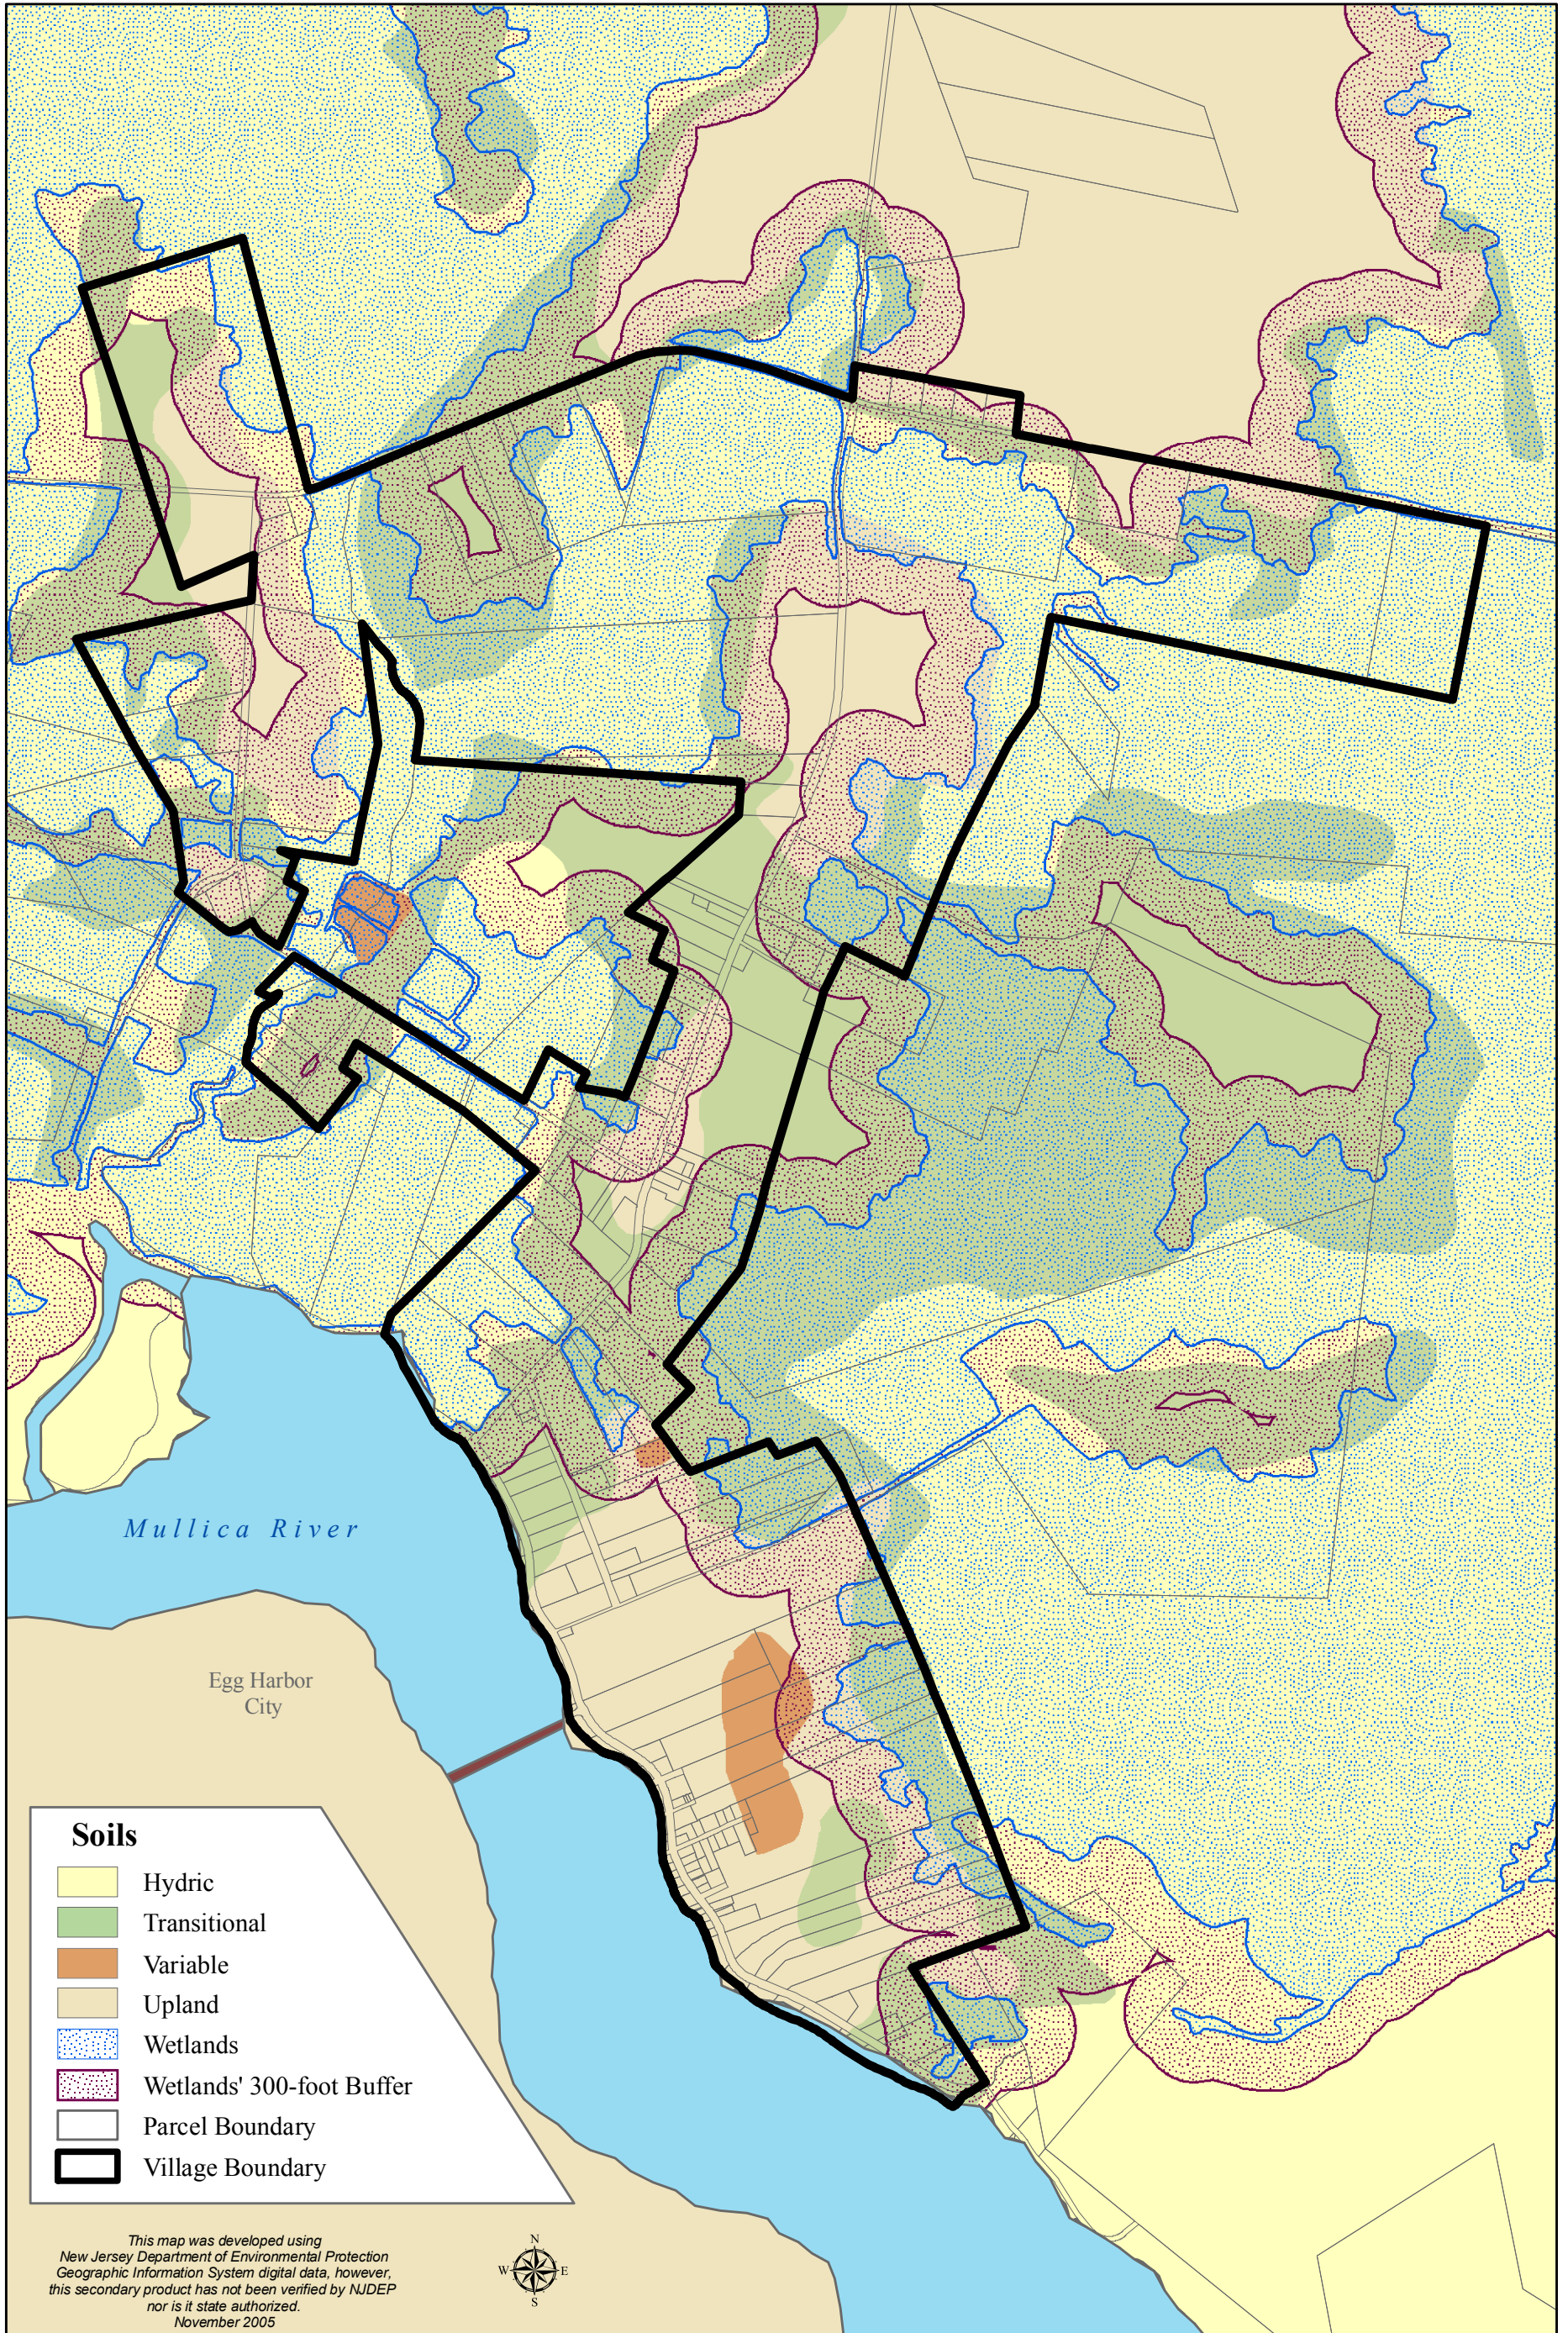 Mullica River
Egg Harbor
City
Soils
Hydric
Transitional
Variable
Upland
Wetlands
Wetlands' 300-foot Buffer
Parcel Boundary
Village Boundary
This map was developed using
New Jersey Department of Environmental Protection
Geographic Information System digital data, however,
this secondary product has not been verified by NJDEP
nor is it state authorized.
November 2005
N
W E
S